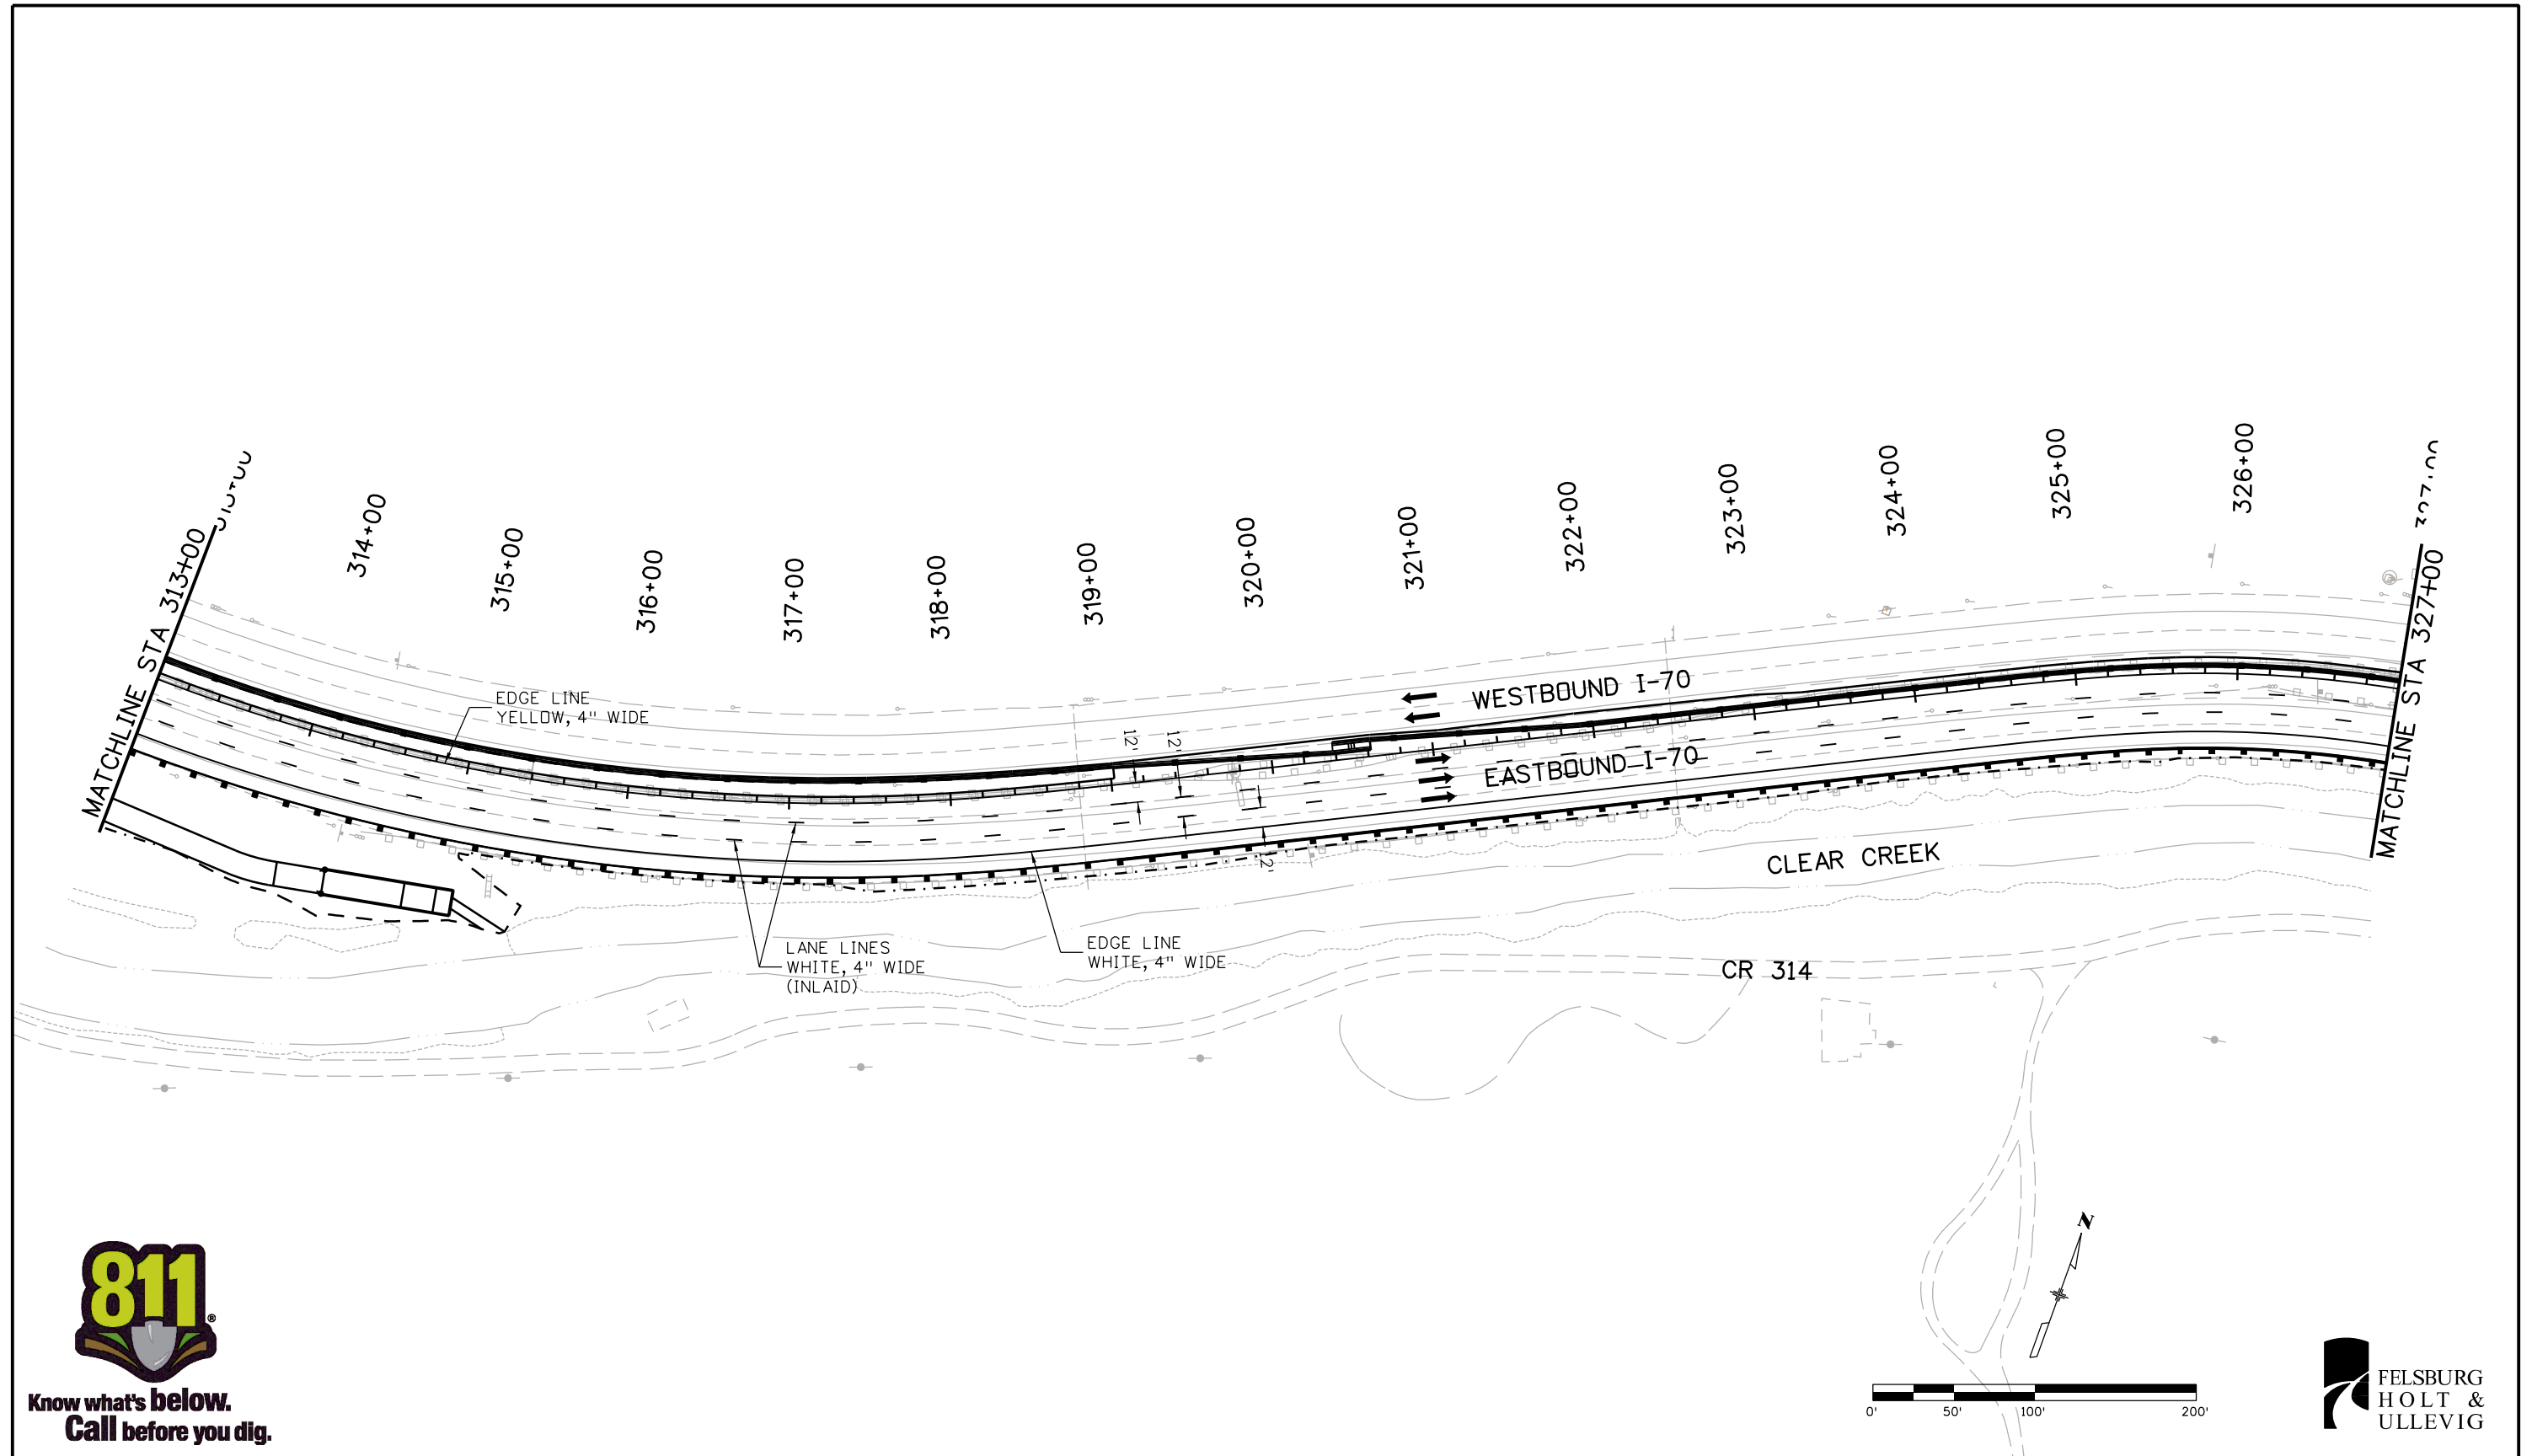 313+00
314+00
315+00
316+00
317+00
318+00
319+00
320+00
321+00
322+00
323+00
324+00
325+00
326+00
MATCHLINE STA 313+00
MATCHLINE STA 327+00
EDGE LINE
YELLOW, 4" WIDE
12'
12'
12'
WESTBOUND I-70
EASTBOUND I-70
CLEAR CREEK
LANE LINES
WHITE, 4" WIDE
(INLAID)
EDGE LINE
WHITE, 4" WIDE
CR 314
N
811®
Know what's below.
Call before you dig.
0' 50' 100' 200'
FELSBURG
HOLT &
ULLEVIG